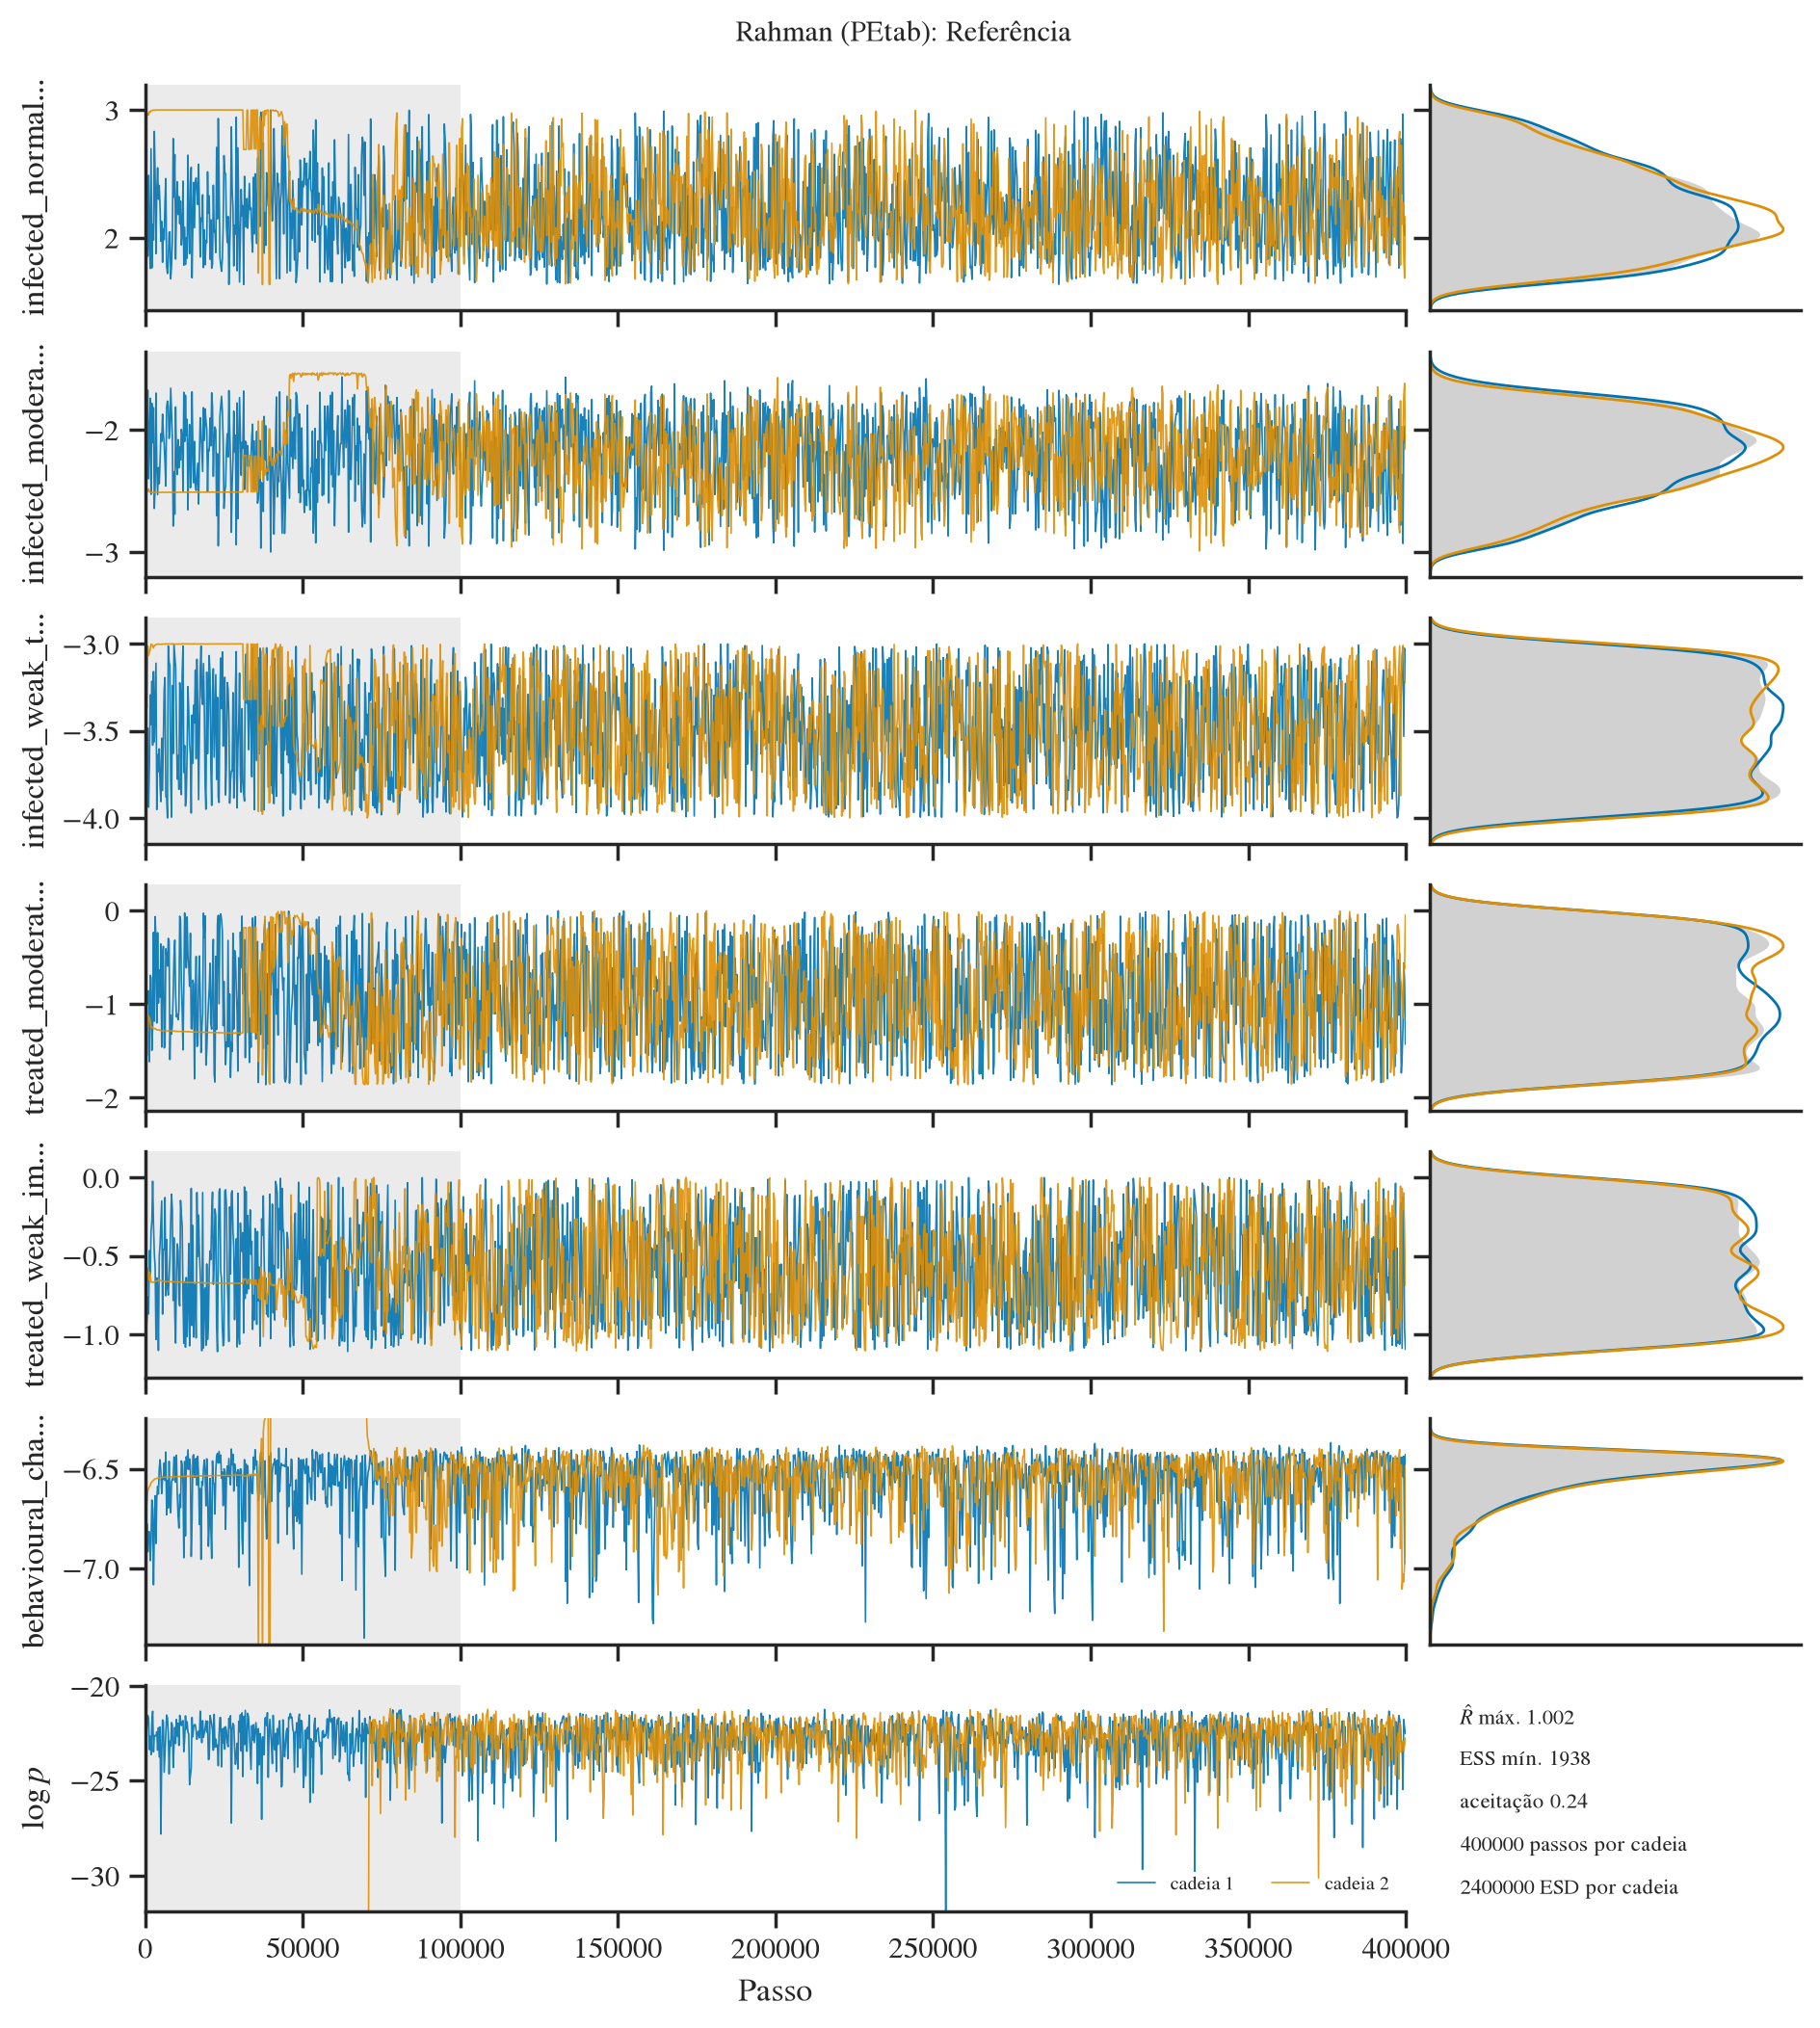 Rahman (PEtab): Referência
infected_normal...
3
2
infected_modera...
−2
−3
infected_weak_t...
−3.0
−3.5
−4.0
treated_moderat...
0
−1
−2
treated_weak_im...
0.0
−0.5
−1.0
behavioural_cha...
−6.5
−7.0
log p
−20
−25
−30
cadeia 1
cadeia 2
R̂ máx. 1.002
ESS mín. 1938
aceitação 0.24
400000 passos por cadeia
2400000 ESD por cadeia
0 50000 100000 150000 200000 250000 300000 350000 400000
Passo